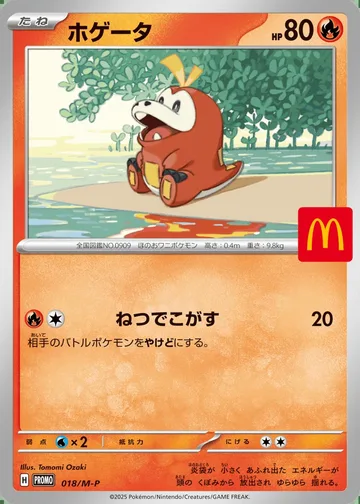 たね ホゲータ HP 80
全国図鑑NO.0909 ほのおワニポケモン 高さ:0.4m 重さ:9.8kg
M
ねつでこがす 20
相手のバトルポケモンをやけどにする。
弱点 ×2 抵抗力 にげる
Illus. Tomomi Ozaki
H PROMO 018/M-P
炎袋が 小さく あふれ出た エネルギーが
頭の くぼみから 放出され ゆらゆら 揺れる。
©2025 Pokémon/Nintendo/Creatures/GAME FREAK.